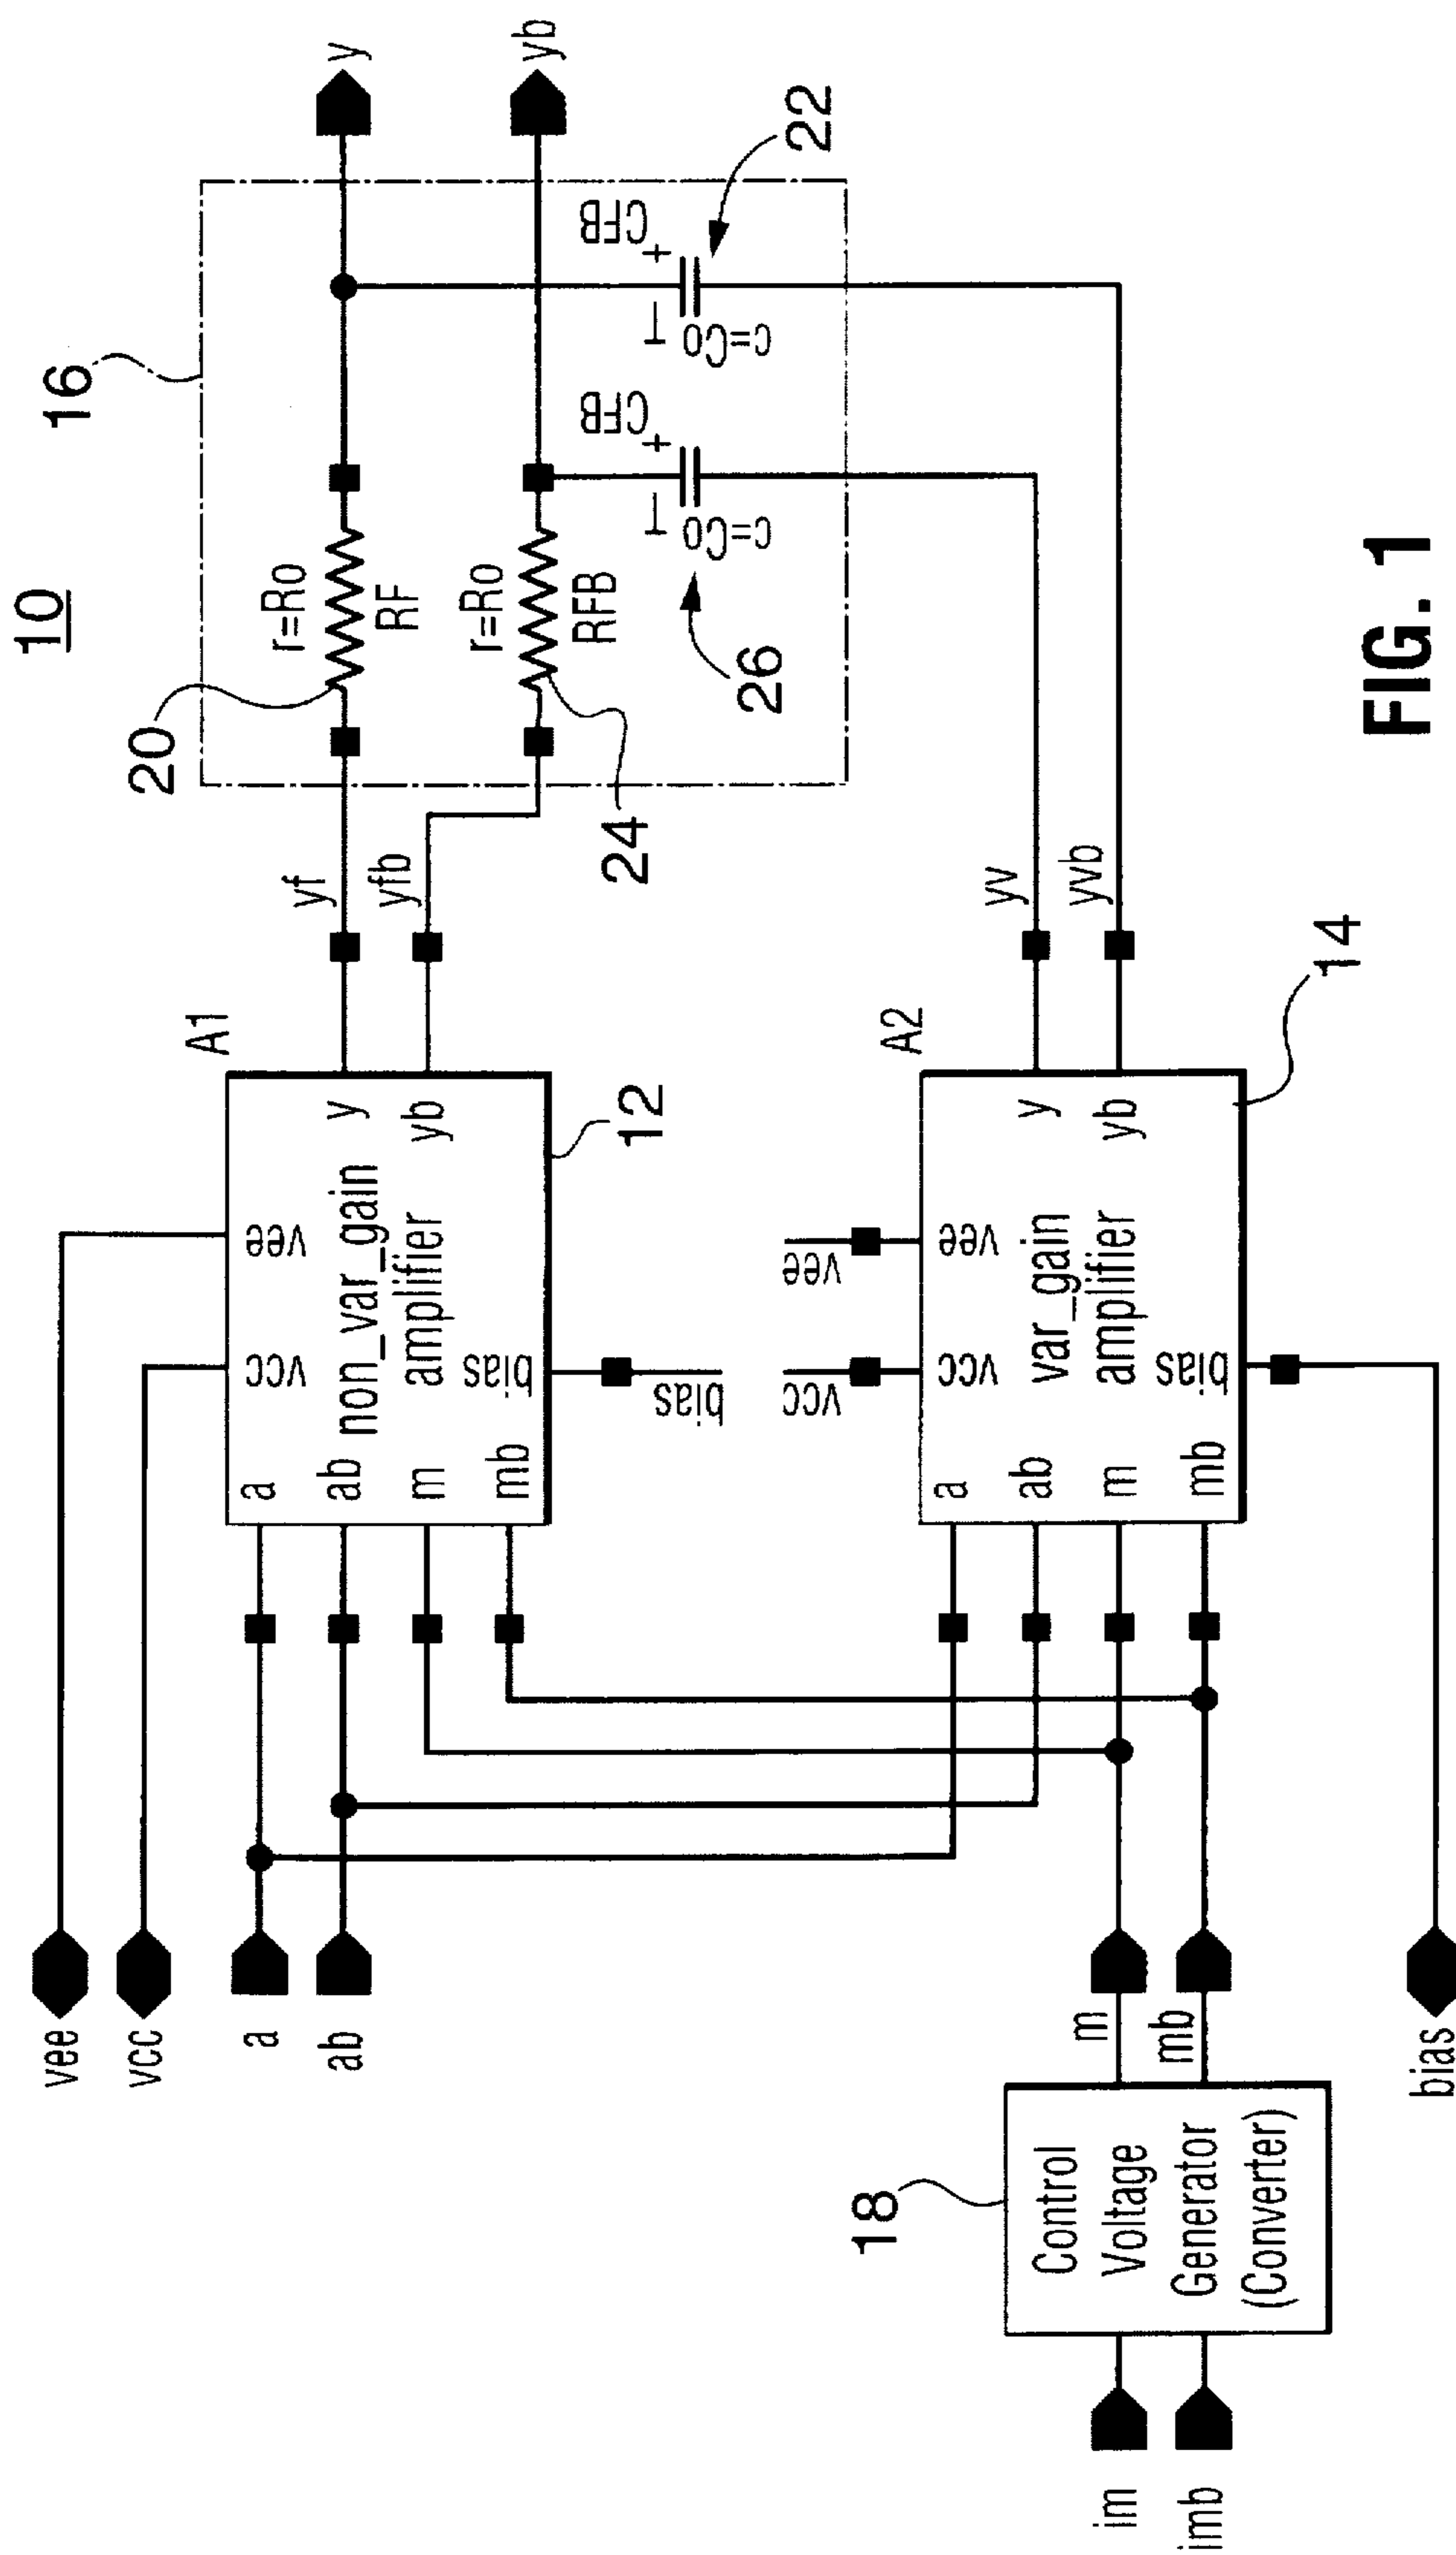 10
16
y
yb
vee
vcc
a
ab
A1
vcc
vee
a
ab
m
mb
non_var_gain
amplifier
bias
y
yb
12
bias
yf
yfb
20
r=Ro
RF
r=Ro
RFB
24
CFB
+
T
c=Co
26
CFB
+
T
c=Co
22
A2
vcc
vee
vcc
vee
a
ab
m
mb
var_gain
amplifier
bias
y
yb
14
yv
yvb
18
Control
Voltage
Generator
(Converter)
im
imb
m
mb
bias
FIG. 1